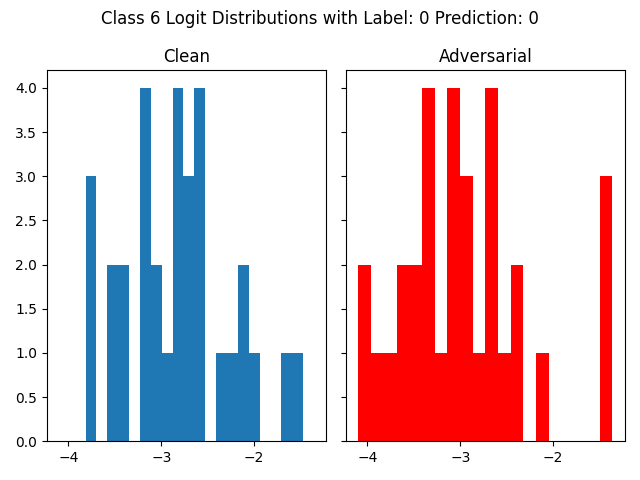 Class 6 Logit Distributions with Label: 0 Prediction: 0
Clean
Adversarial
4.0
3.5
3.0
2.5
2.0
1.5
1.0
0.5
0.0
−4 −3 −2
−4 −3 −2